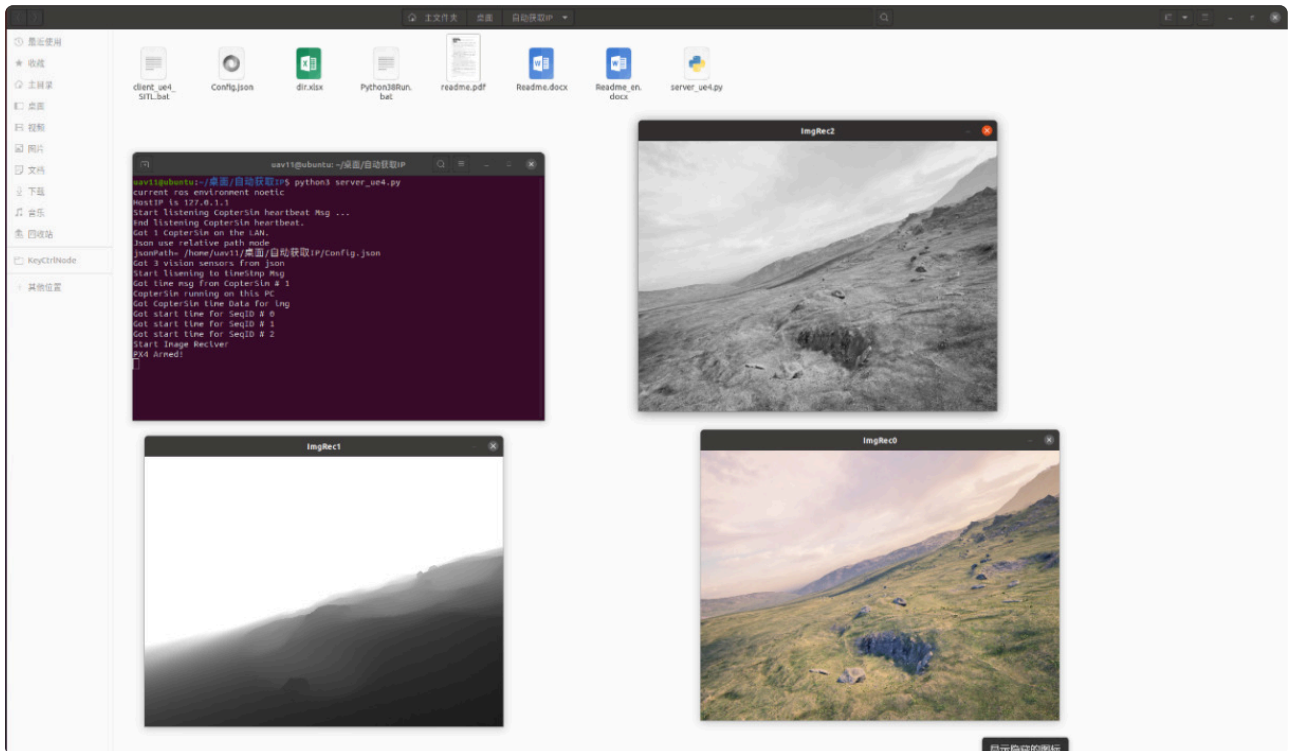 主文件夹 桌面 自动获取IP
最近使用
收藏
主目录
桌面
视频
图片
文档
下载
音乐
回收站
KeyCtrlNode
其他位置
client_ue4_
SITL.bat
Config.json
dir.xlsx
Python38Run.
bat
readme.pdf
Readme.docx
Readme_en.
docx
server_ue4.py
uav11@ubuntu: ~/桌面/自动获取IP
uav11@ubuntu:~/桌面/自动获取IP$ python3 server_ue4.py
current ros environment noetic
HostIP is 127.0.1.1
Start listening CopterSim heartbeat Msg ...
End listening CopterSim heartbeat.
Got 1 CopterSim on the LAN.
Json use relative path mode
jsonPath= /home/uav11/桌面/自动获取IP/Config.json
Got 3 vision sensors from json
Start lisening to timeStmp Msg
Got time msg from CopterSim # 1
CopterSim running on this PC
Got CopterSim time Data for img
Got start time for SeqID # 0
Got start time for SeqID # 1
Got start time for SeqID # 2
Start Image Reciver
PX4 Armed!
ImgRec2
ImgRec1
ImgRec0
显示隐藏的图标